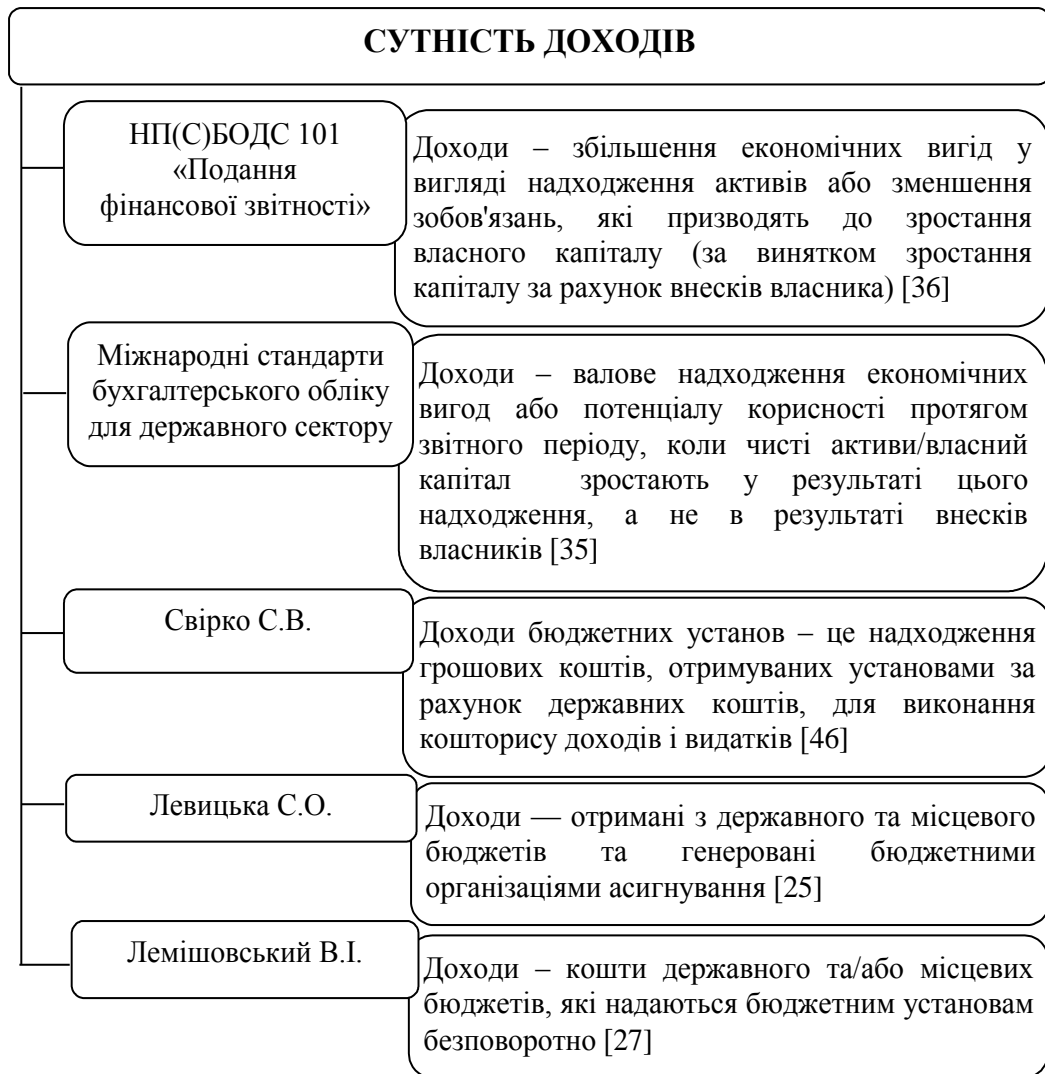 СУТНІСТЬ ДОХОДІВ
НП(С)БОДС 101
«Подання
фінансової звітності»
Доходи – збільшення економічних вигід у
вигляді надходження активів або зменшення
зобов'язань, які призводять до зростання
власного капіталу (за винятком зростання
капіталу за рахунок внесків власника) [36]
Міжнародні стандарти
бухгалтерського обліку
для державного сектору
Доходи – валове надходження економічних
вигод або потенціалу корисності протягом
звітного періоду, коли чисті активи/власний
капітал зростають у результаті цього
надходження, а не в результаті внесків
власників [35]
Свірко С.В.
Доходи бюджетних установ – це надходження
грошових коштів, отримуваних установами за
рахунок державних коштів, для виконання
кошторису доходів і видатків [46]
Левицька С.О.
Доходи — отримані з державного та місцевого
бюджетів та генеровані бюджетними
організаціями асигнування [25]
Лемішовський В.І.
Доходи – кошти державного та/або місцевих
бюджетів, які надаються бюджетним установам
безповоротно [27]